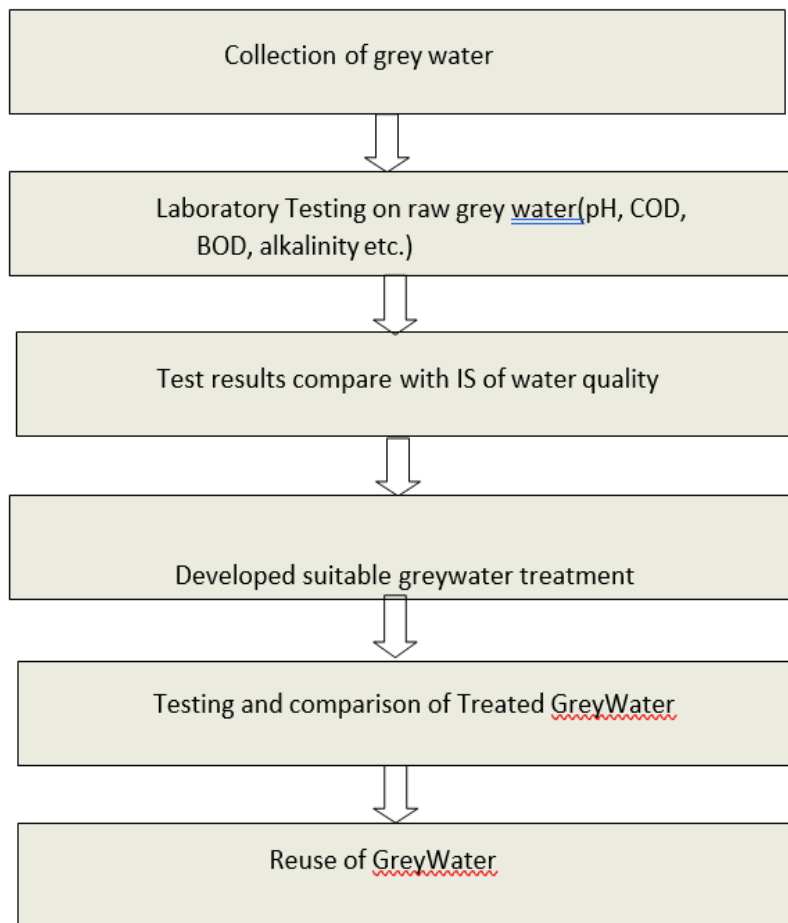 Collection of grey water
Laboratory Testing on raw grey water(pH, COD,
BOD, alkalinity etc.)
Test results compare with IS of water quality
Developed suitable greywater treatment
Testing and comparison of Treated GreyWater
Reuse of GreyWater